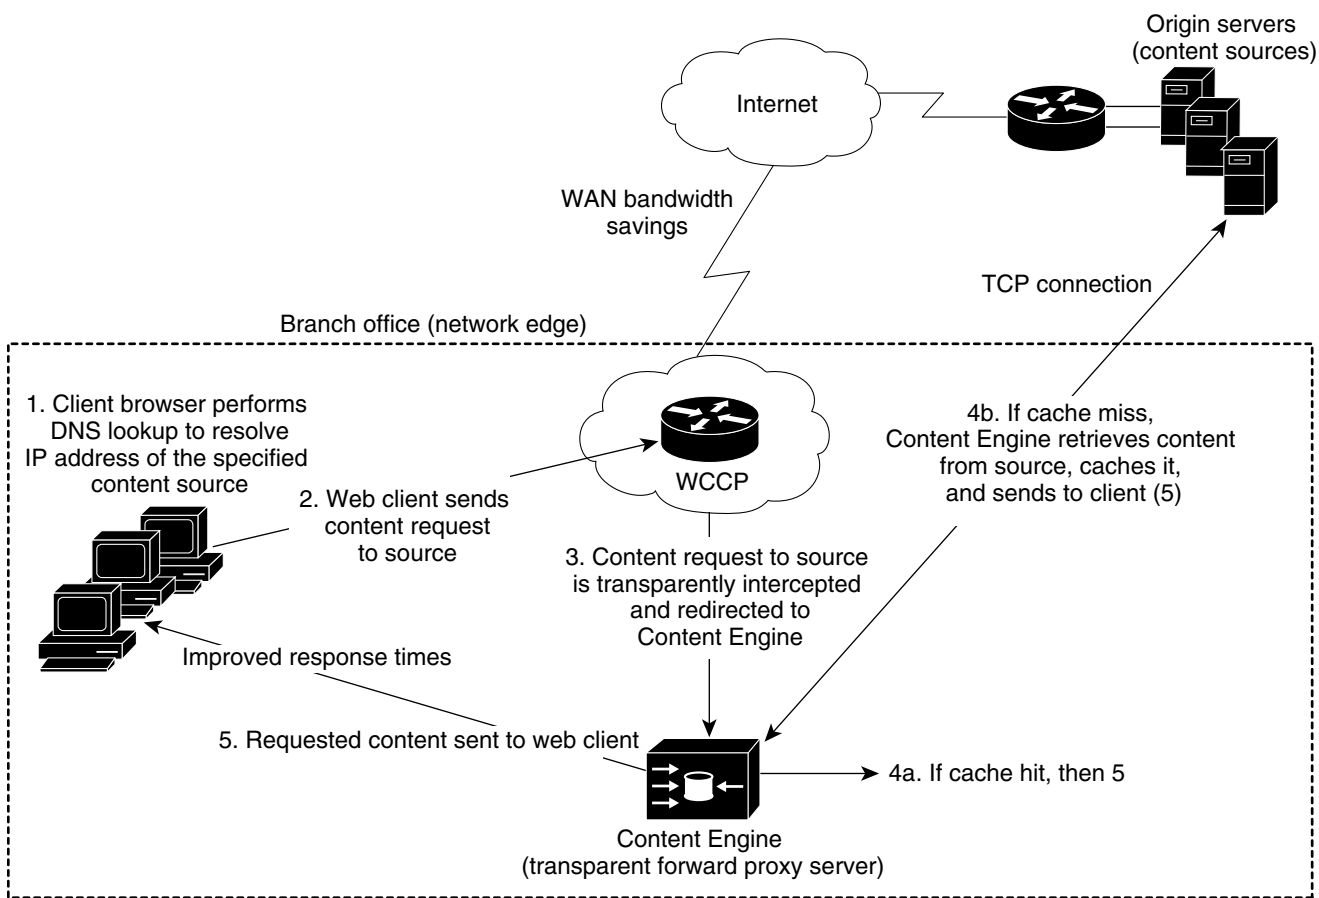 Origin servers
(content sources)
Internet
WAN bandwidth
savings
TCP connection
Branch office (network edge)
1. Client browser performs
DNS lookup to resolve
IP address of the specified
content source
2. Web client sends
content request
to source
WCCP
4b. If cache miss,
Content Engine retrieves content
from source, caches it,
and sends to client (5)
3. Content request to source
is transparently intercepted
and redirected to
Content Engine
Improved response times
5. Requested content sent to web client
4a. If cache hit, then 5
Content Engine
(transparent forward proxy server)